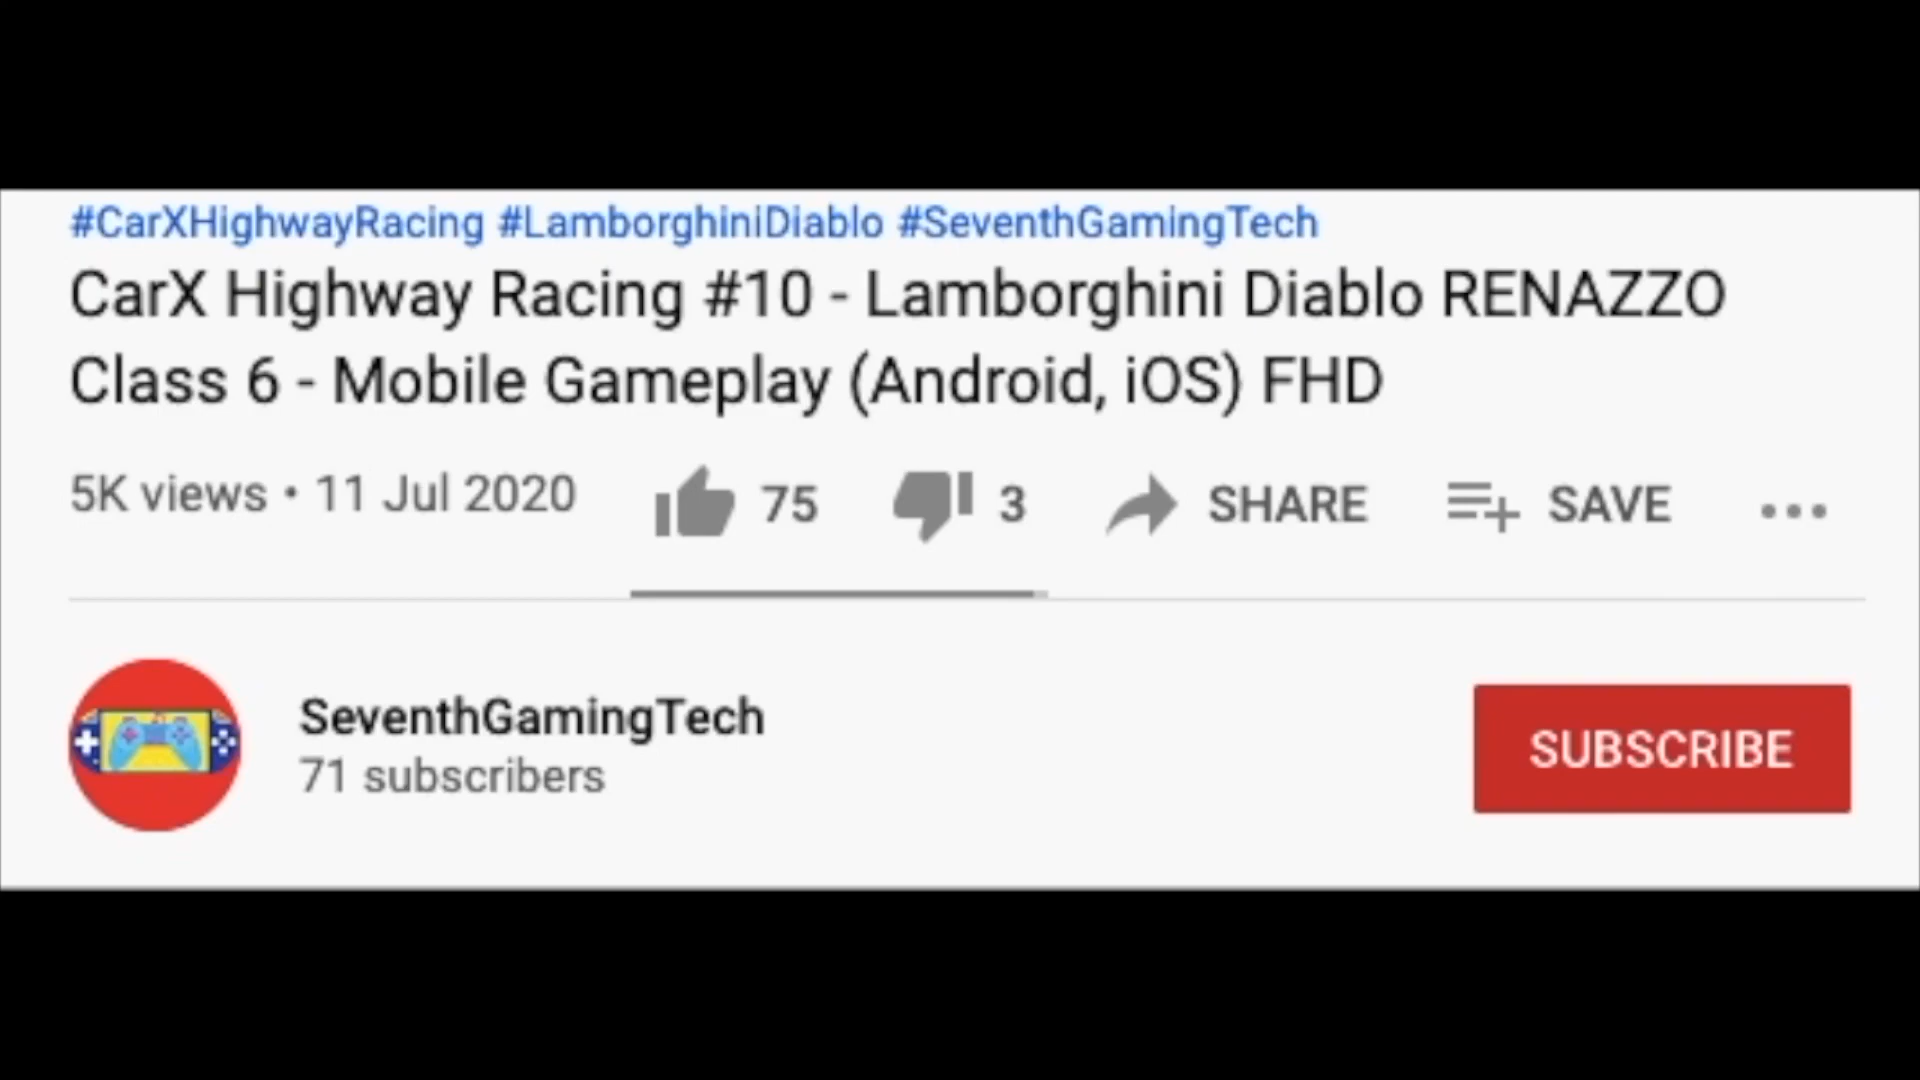 #CarXHighwayRacing #LamborghiniDiablo #SeventhGamingTech
CarX Highway Racing #10 - Lamborghini Diablo RENAZZO
Class 6 - Mobile Gameplay (Android, iOS) FHD
5K views • 11 Jul 2020 75 3 SHARE SAVE
SeventhGamingTech
71 subscribers
SUBSCRIBE